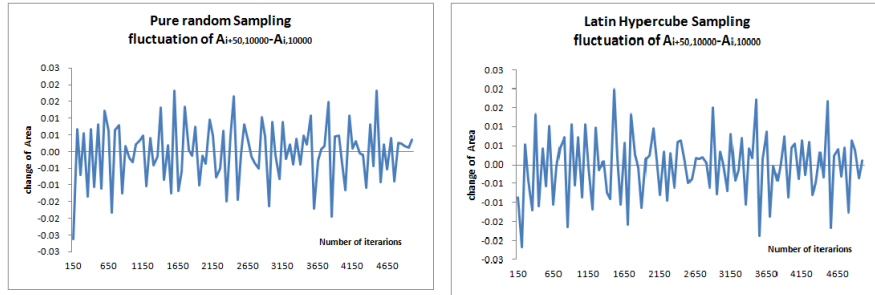 Pure random Sampling
fluctuation of Ai+50,10000-Ai,10000
0.03
0.02
0.02
0.01
0.01
0.00
-0.01
-0.01
-0.02
-0.02
-0.03
change of Area
Number of iterarions
150 650 1150 1650 2150 2650 3150 3650 4150 4650
Latin Hypercube Sampling
fluctuation of Ai+50,10000-Ai,10000
0.03
0.02
0.02
0.01
0.01
0.00
-0.01
-0.01
-0.02
-0.02
-0.03
change of Area
Number of iterarions
150 650 1150 1650 2150 2650 3150 3650 4150 4650